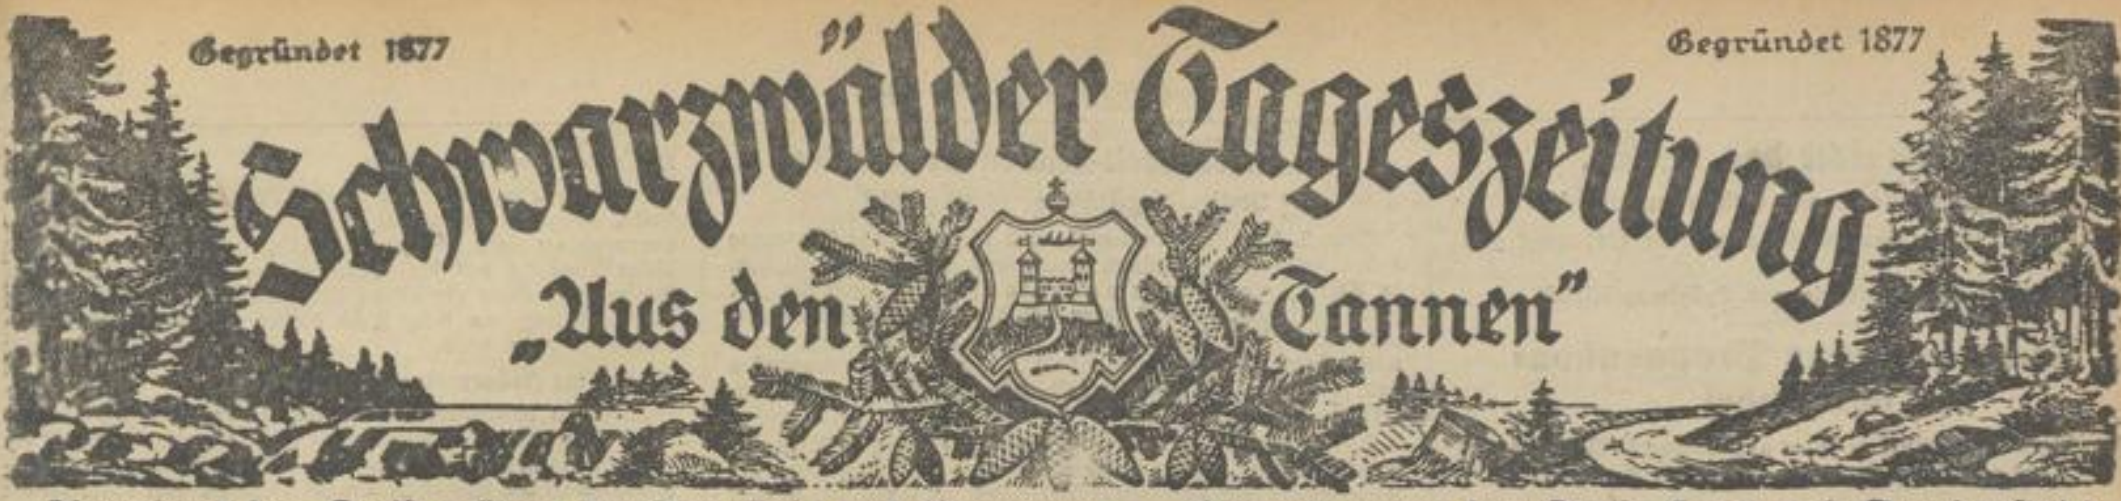 Gegründet 1877
Gegründet 1877
Schwarzwälder Tageszeitung
„Aus den Tannen“